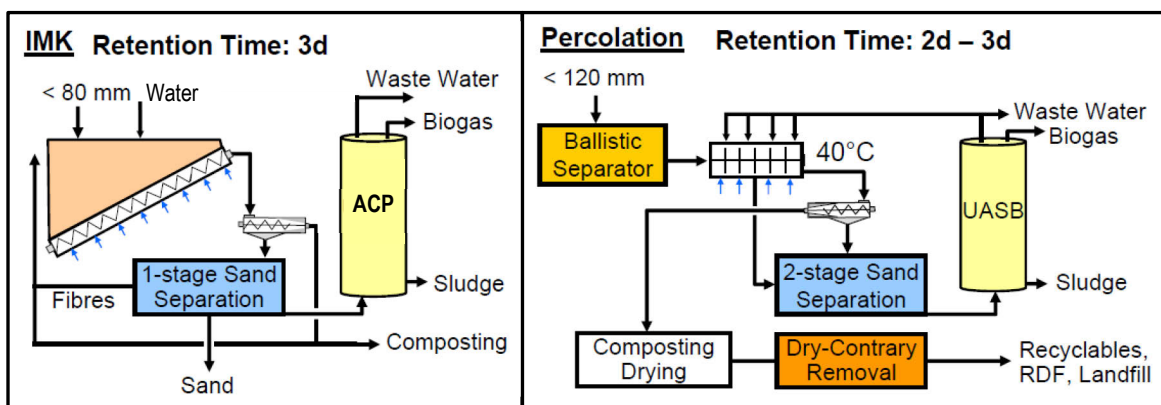 IMK Retention Time: 3d
< 80 mm Water
Waste Water
Biogas
ACP
1-stage Sand
Separation
Fibres
Sludge
Composting
Sand
Percolation Retention Time: 2d – 3d
< 120 mm
Ballistic
Separator
40°C
Waste Water
Biogas
UASB
2-stage Sand
Separation
Sludge
Composting
Drying
Dry-Contrary
Removal
Recyclables,
RDF, Landfill